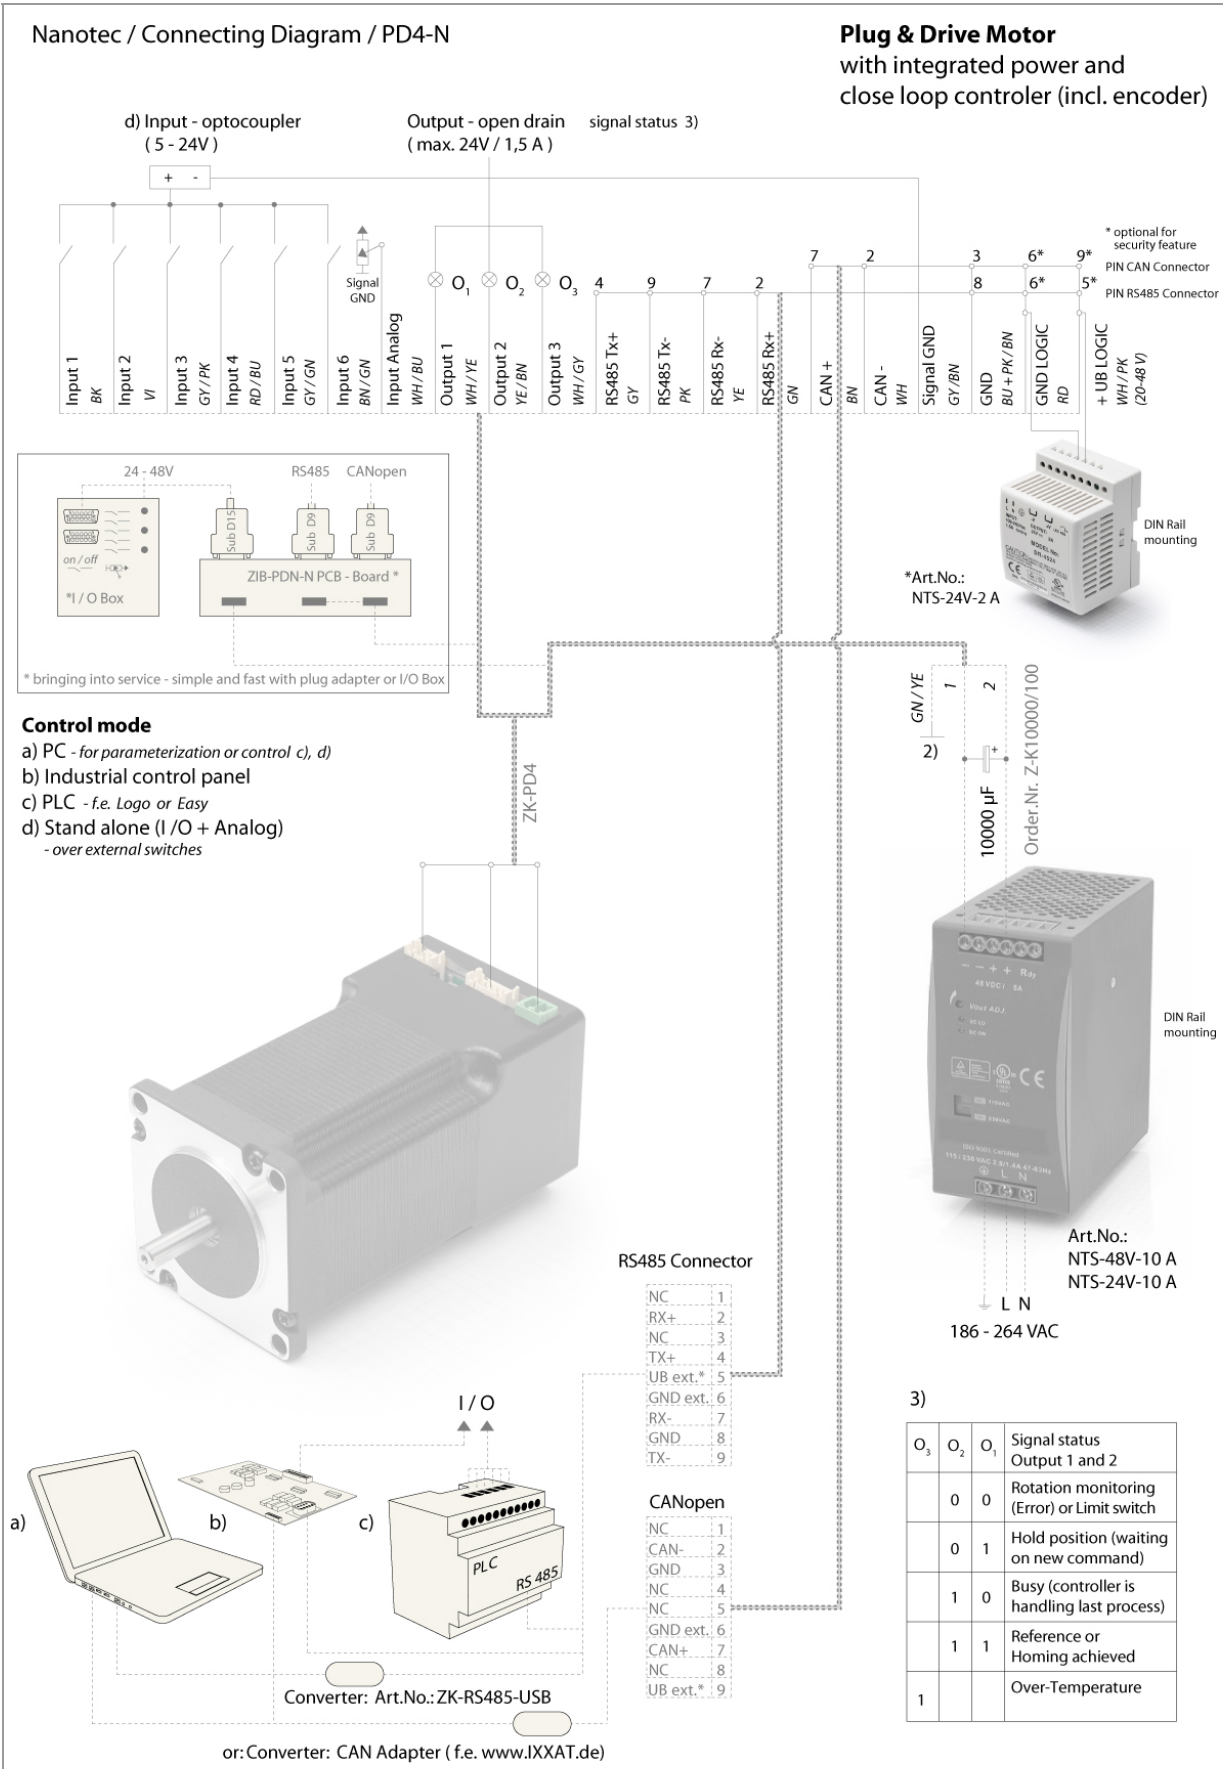 Nanotec / Connecting Diagram / PD4-N
Plug & Drive Motor
with integrated power and
close loop controler (incl. encoder)
d) Input - optocoupler
( 5 - 24V )
Output - open drain
signal status 3)
( max. 24V / 1,5 A )
+ -
* optional for
security feature
7 2 3 6* 9*
PIN CAN Connector
4 9 7 2 8 6* 5*
PIN RS485 Connector
Signal
GND
O1
O2
O3
Input 1
BK
Input 2
VI
Input 3
GY / PK
Input 4
RD / BU
Input 5
GY / GN
Input 6
BN / GN
Input Analog
WH / BU
Output 1
WH / YE
Output 2
YE / BN
Output 3
WH / GY
RS485 Tx+
GY
RS485 Tx-
PK
RS485 Rx-
YE
RS485 Rx+
GN
CAN +
BN
CAN -
WH
Signal GND
GY / BN
GND
BU + PK / BN
GND LOGIC
RD
+ UB LOGIC
WH / PK
(20-48 V)
24 - 48V
RS485
CANopen
Sub D15
Sub D9
Sub D9
on / off
ZIB-PDN-N PCB - Board *
*I / O Box
* bringing into service - simple and fast with plug adapter or I/O Box
DIN Rail
mounting
*Art.No.:
NTS-24V-2 A
Control mode
a) PC - for parameterization or control c), d)
b) Industrial control panel
c) PLC - f.e. Logo or Easy
d) Stand alone (I /O + Analog)
- over external switches
ZK-PD4
GN / YE
1
2
2)
+
10000 µF
Order.Nr. Z-K10000/100
– – + + Rdy
48 VDC / 5A
Vout ADJ.
DIN Rail
mounting
115 / 230 VAC
L N
Art.No.:
NTS-48V-10 A
NTS-24V-10 A
L N
186 - 264 VAC
RS485 Connector
NC 1
RX+ 2
NC 3
TX+ 4
UB ext.* 5
GND ext. 6
RX- 7
GND 8
TX- 9
CANopen
NC 1
CAN- 2
GND 3
NC 4
NC 5
GND ext. 6
CAN+ 7
NC 8
UB ext.* 9
I / O
a)
b)
c)
PLC
RS 485
Converter: Art.No.: ZK-RS485-USB
or: Converter: CAN Adapter ( f.e. www.IXXAT.de)
3)
O3 O2 O1 Signal status
Output 1 and 2
0 0 Rotation monitoring
(Error) or Limit switch
0 1 Hold position (waiting
on new command)
1 0 Busy (controller is
handling last process)
1 1 Reference or
Homing achieved
1 Over-Temperature